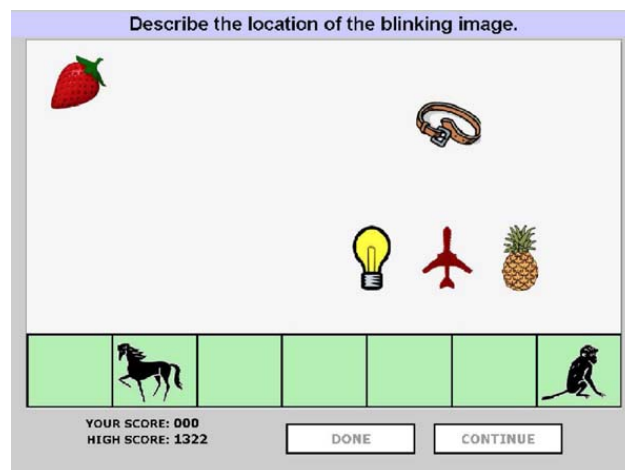 Describe the location of the blinking image.
YOUR SCORE: 000
HIGH SCORE: 1322
DONE
CONTINUE